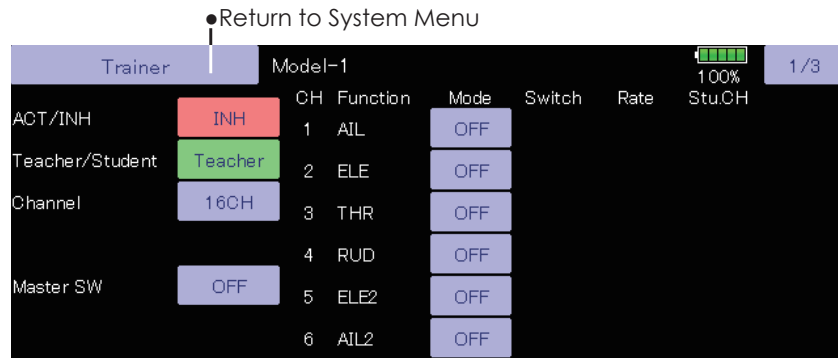 ●Return to System Menu
Trainer Model-1 100% 1/3
CH Function Mode Switch Rate Stu.CH
ACT/INH INH 1 AIL OFF
Teacher/Student Teacher 2 ELE OFF
Channel 16CH 3 THR OFF
4 RUD OFF
Master SW OFF 5 ELE2 OFF
6 AIL2 OFF